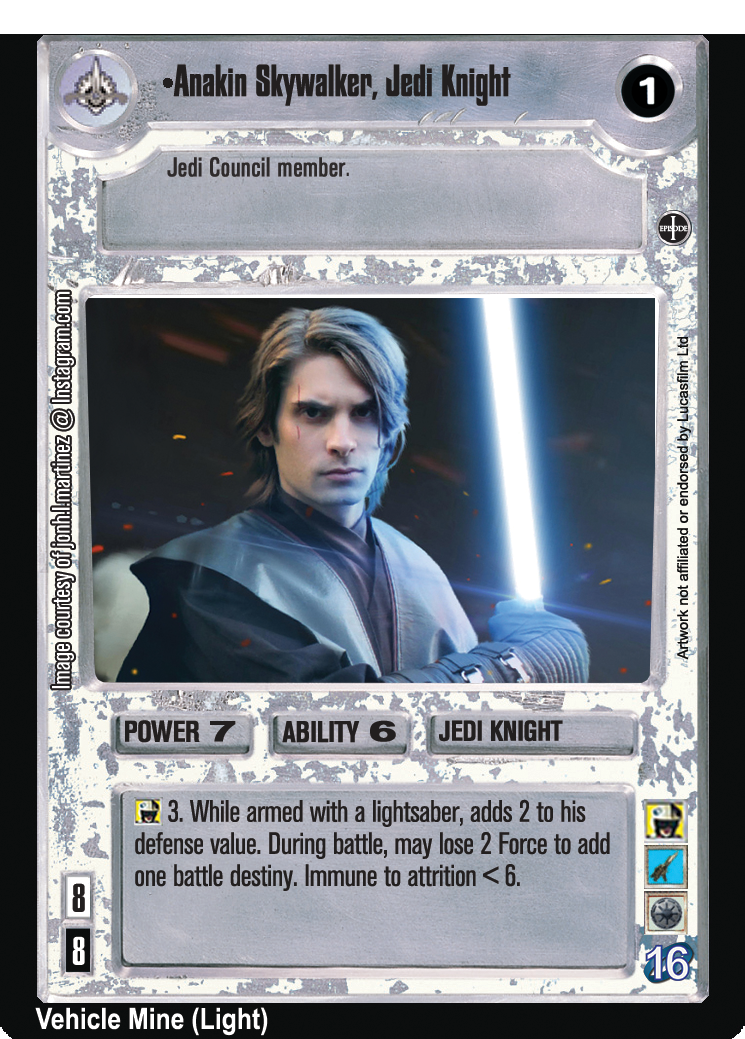 •Anakin Skywalker, Jedi Knight
1
Jedi Council member.
EPISODE
I
Image courtesy of jonh.l.martinez @ Instagram.com
Artwork not affiliated or endorsed by Lucasfilm Ltd
POWER 7
ABILITY 6
JEDI KNIGHT
3. While armed with a lightsaber, adds 2 to his
defense value. During battle, may lose 2 Force to add
one battle destiny. Immune to attrition < 6.
8
8
16
Vehicle Mine (Light)